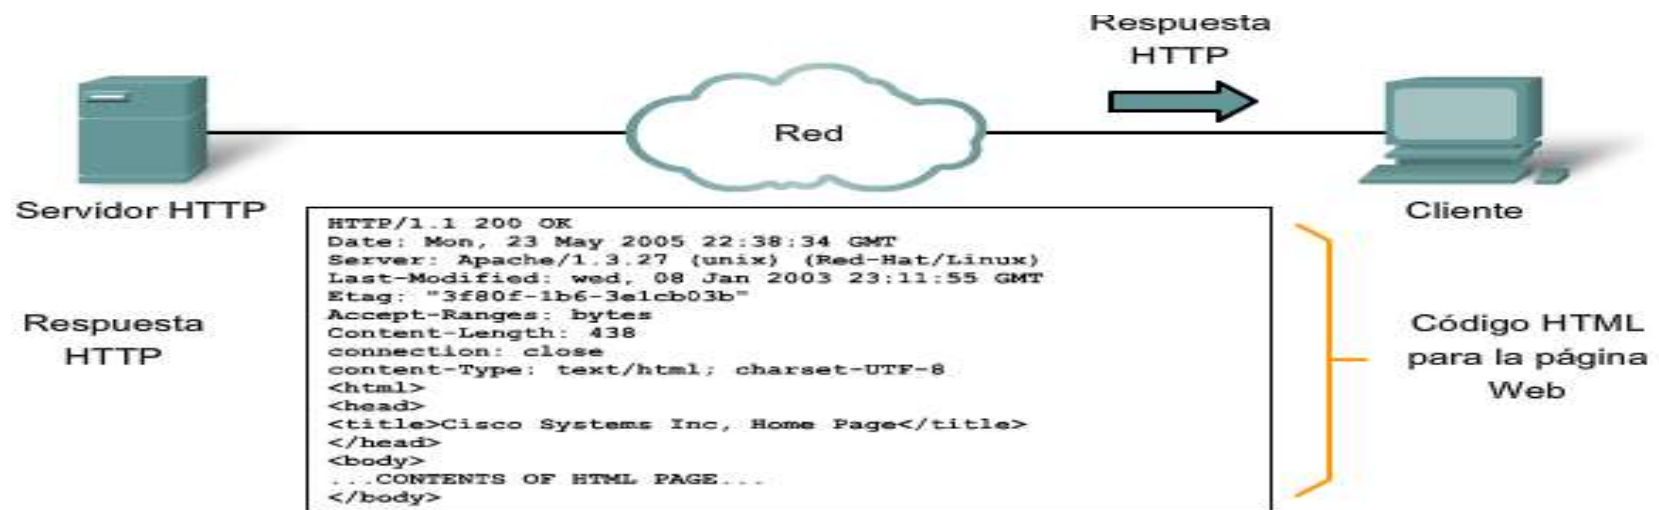 Respuesta
HTTP
Red
Servidor HTTP
Cliente
Respuesta
HTTP
HTTP/1.1 200 OK
Date: Mon, 23 May 2005 22:38:34 GMT
Server: Apache/1.3.27 (unix) (Red-Hat/Linux)
Last-Modified: wed, 08 Jan 2003 23:11:55 GMT
Etag: "3f80f-1b6-3e1cb03b"
Accept-Ranges: bytes
Content-Length: 438
connection: close
content-Type: text/html; charset-UTF-8
<html>
<head>
<title>Cisco Systems Inc, Home Page</title>
</head>
<body>
...CONTENTS OF HTML PAGE...
</body>
Código HTML
para la página
Web